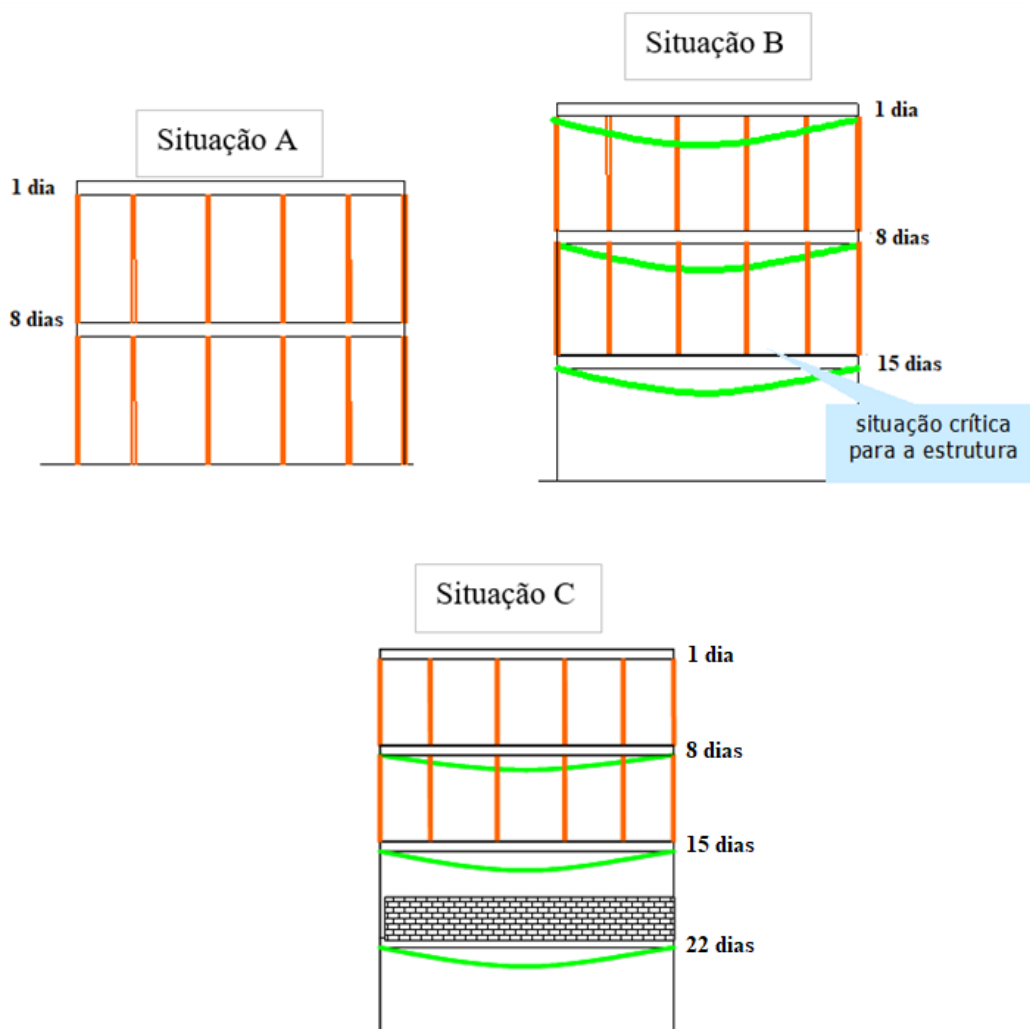 Situação A
1 dia
8 dias
Situação B
1 dia
8 dias
15 dias
situação crítica
para a estrutura
Situação C
1 dia
8 dias
15 dias
22 dias